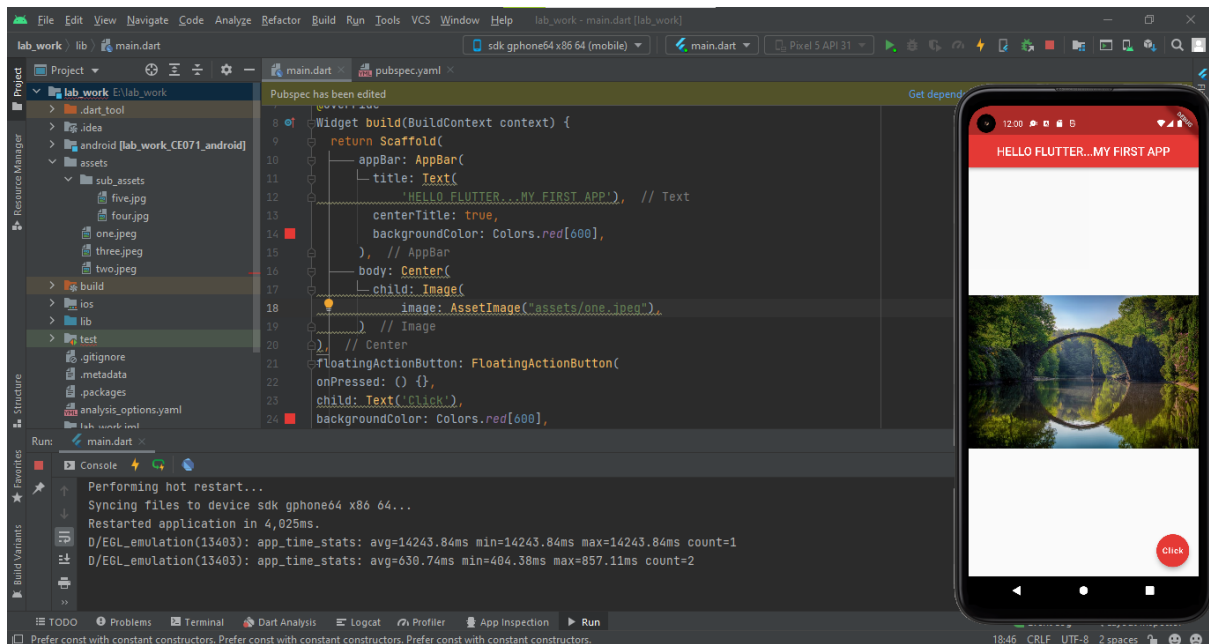 File Edit View Navigate Code Analyze Refactor Build Run Tools VCS Window Help lab_work - main.dart [lab_work]
lab_work lib main.dart sdk gphone64 x86 64 (mobile) main.dart Pixel 5 API 31
Project main.dart pubspec.yaml
Project
Resource Manager
Structure
Favorites
Build Variants
lab_work E:\lab_work
.dart_tool
.idea
android [lab_work_CE071_android]
assets
sub_assets
five.jpg
four.jpg
one.jpeg
three.jpeg
two.jpeg
build
ios
lib
test
.gitignore
.metadata
.packages
analysis_options.yaml
lab_work.iml
Pubspec has been edited Get depend
@override
8 Widget build(BuildContext context) {
9 return Scaffold(
10 appBar: AppBar(
11 title: Text(
12 'HELLO FLUTTER...MY FIRST APP'), // Text
13 centerTitle: true,
14 backgroundColor: Colors.red[600],
15 ), // AppBar
16 body: Center(
17 child: Image(
18 image: AssetImage("assets/one.jpeg"),
19 ) // Image
20 ), // Center
21 floatingActionButton: FloatingActionButton(
22 onPressed: () {},
23 child: Text('Click'),
24 backgroundColor: Colors.red[600],
12:00
DEBUG
HELLO FLUTTER...MY FIRST APP
Click
Run: main.dart
Console
Performing hot restart...
Syncing files to device sdk gphone64 x86 64...
Restarted application in 4,025ms.
D/EGL_emulation(13403): app_time_stats: avg=14243.84ms min=14243.84ms max=14243.84ms count=1
D/EGL_emulation(13403): app_time_stats: avg=630.74ms min=404.38ms max=857.11ms count=2
TODO Problems Terminal Dart Analysis Logcat Profiler App Inspection Run
Prefer const with constant constructors. Prefer const with constant constructors. Prefer const with constant constructors. 18:46 CRLF UTF-8 2 spaces